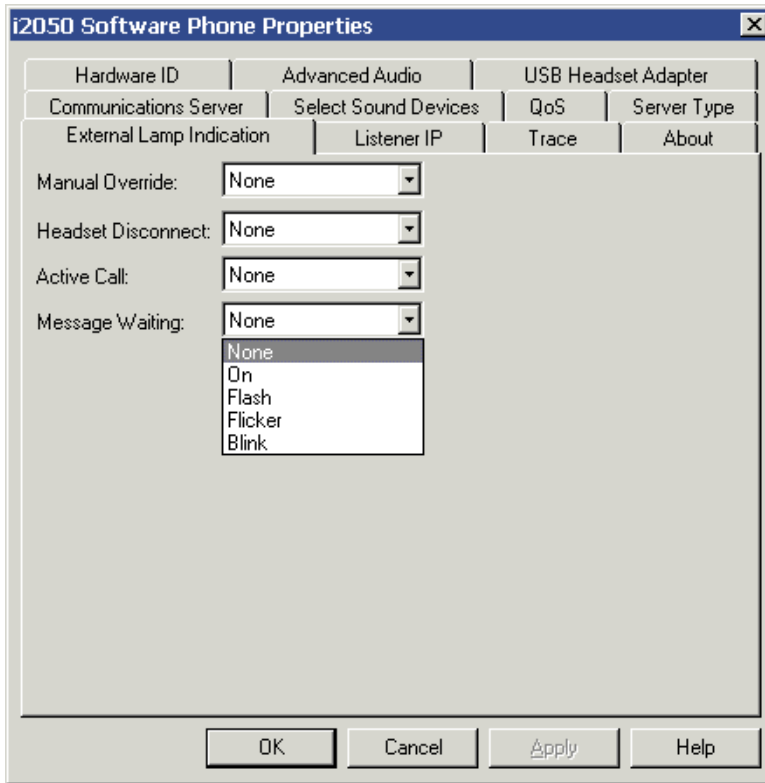 i2050 Software Phone Properties
Hardware ID Advanced Audio USB Headset Adapter
Communications Server Select Sound Devices QoS Server Type
External Lamp Indication Listener IP Trace About
Manual Override: None
Headset Disconnect: None
Active Call: None
Message Waiting: None
None
On
Flash
Flicker
Blink
OK Cancel Apply Help